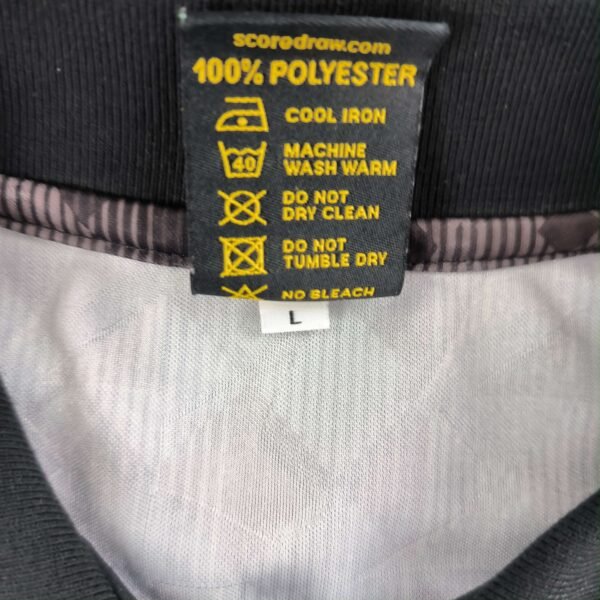 scoredraw.com
100% POLYESTER
COOL IRON
40
MACHINE
WASH WARM
DO NOT
DRY CLEAN
DO NOT
TUMBLE DRY
NO BLEACH
L